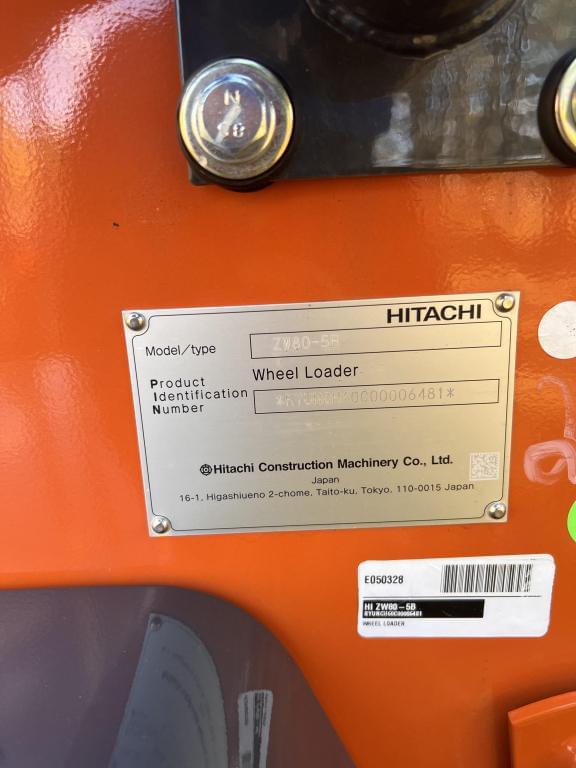 N
HITACHI
Model/type ZW80-5B
Wheel Loader
Product
Identification
Number
Hitachi Construction Machinery Co., Ltd.
Japan
16-1, Higashiueno 2-chome, Taito-ku, Tokyo, 110-0015 Japan
E050328
HI ZW80-5B
WHEEL LOADER